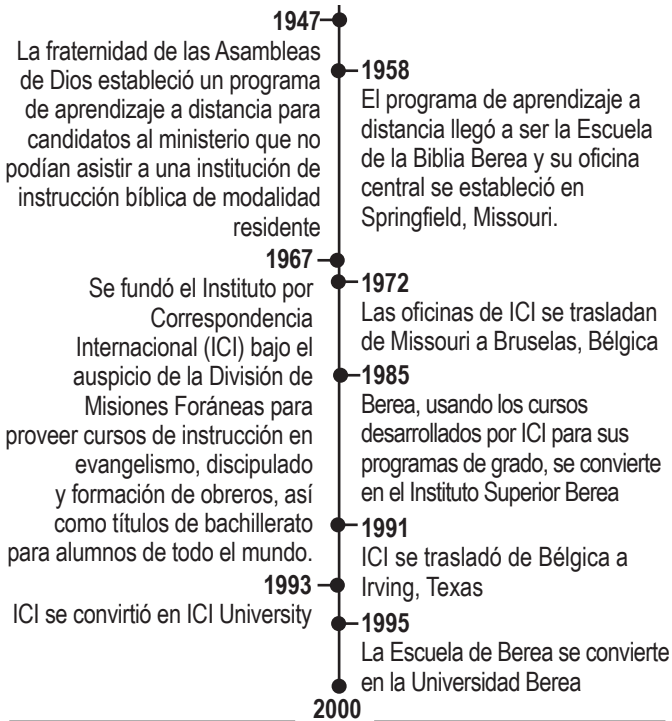 1947
La fraternidad de las Asambleas
de Dios estableció un programa
de aprendizaje a distancia para
candidatos al ministerio que no
podían asistir a una institución de
instrucción bíblica de modalidad
residente
1958
El programa de aprendizaje a
distancia llegó a ser la Escuela
de la Biblia Berea y su oficina
central se estableció en
Springfield, Missouri.
1967
Se fundó el Instituto por
Correspondencia
Internacional (ICI) bajo el
auspicio de la División de
Misiones Foráneas para
proveer cursos de instrucción en
evangelismo, discipulado
y formación de obreros, así
como títulos de bachillerato
para alumnos de todo el mundo.
1972
Las oficinas de ICI se trasladan
de Missouri a Bruselas, Bélgica
1985
Berea, usando los cursos
desarrollados por ICI para sus
programas de grado, se convierte
en el Instituto Superior Berea
1991
ICI se trasladó de Bélgica a
Irving, Texas
1993
ICI se convirtió en ICI University
1995
La Escuela de Berea se convierte
en la Universidad Berea
2000